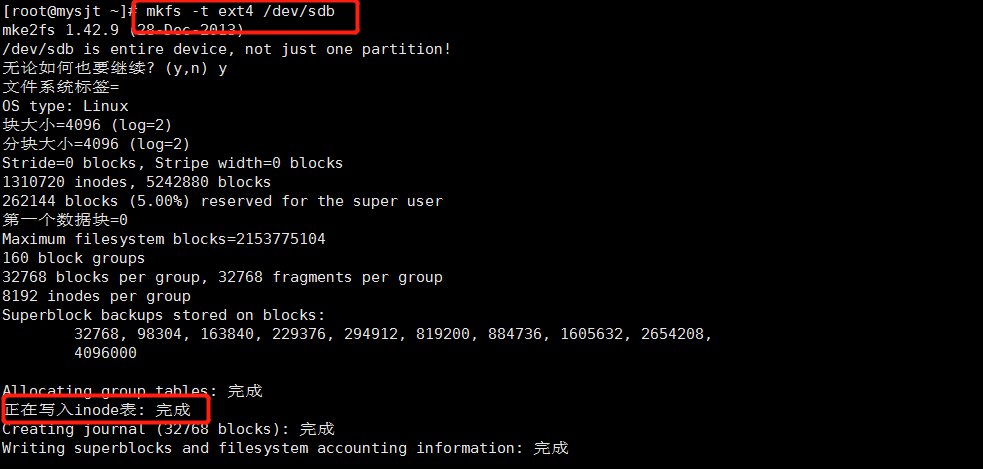 [root@mysjt ~]# mkfs -t ext4 /dev/sdb
mke2fs 1.42.9 (28-Dec-2013)
/dev/sdb is entire device, not just one partition!
无论如何也要继续? (y,n) y
文件系统标签=
OS type: Linux
块大小=4096 (log=2)
分块大小=4096 (log=2)
Stride=0 blocks, Stripe width=0 blocks
1310720 inodes, 5242880 blocks
262144 blocks (5.00%) reserved for the super user
第一个数据块=0
Maximum filesystem blocks=2153775104
160 block groups
32768 blocks per group, 32768 fragments per group
8192 inodes per group
Superblock backups stored on blocks:
32768, 98304, 163840, 229376, 294912, 819200, 884736, 1605632, 2654208,
4096000
Allocating group tables: 完成
正在写入inode表: 完成
Creating journal (32768 blocks): 完成
Writing superblocks and filesystem accounting information: 完成